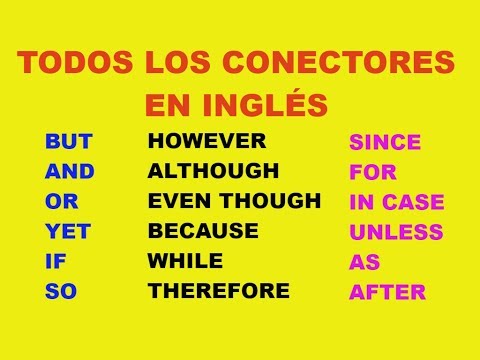 TODOS LOS CONECTORES
EN INGLÉS
BUT HOWEVER SINCE
AND ALTHOUGH FOR
OR EVEN THOUGH IN CASE
YET BECAUSE UNLESS
IF WHILE AS
SO THEREFORE AFTER